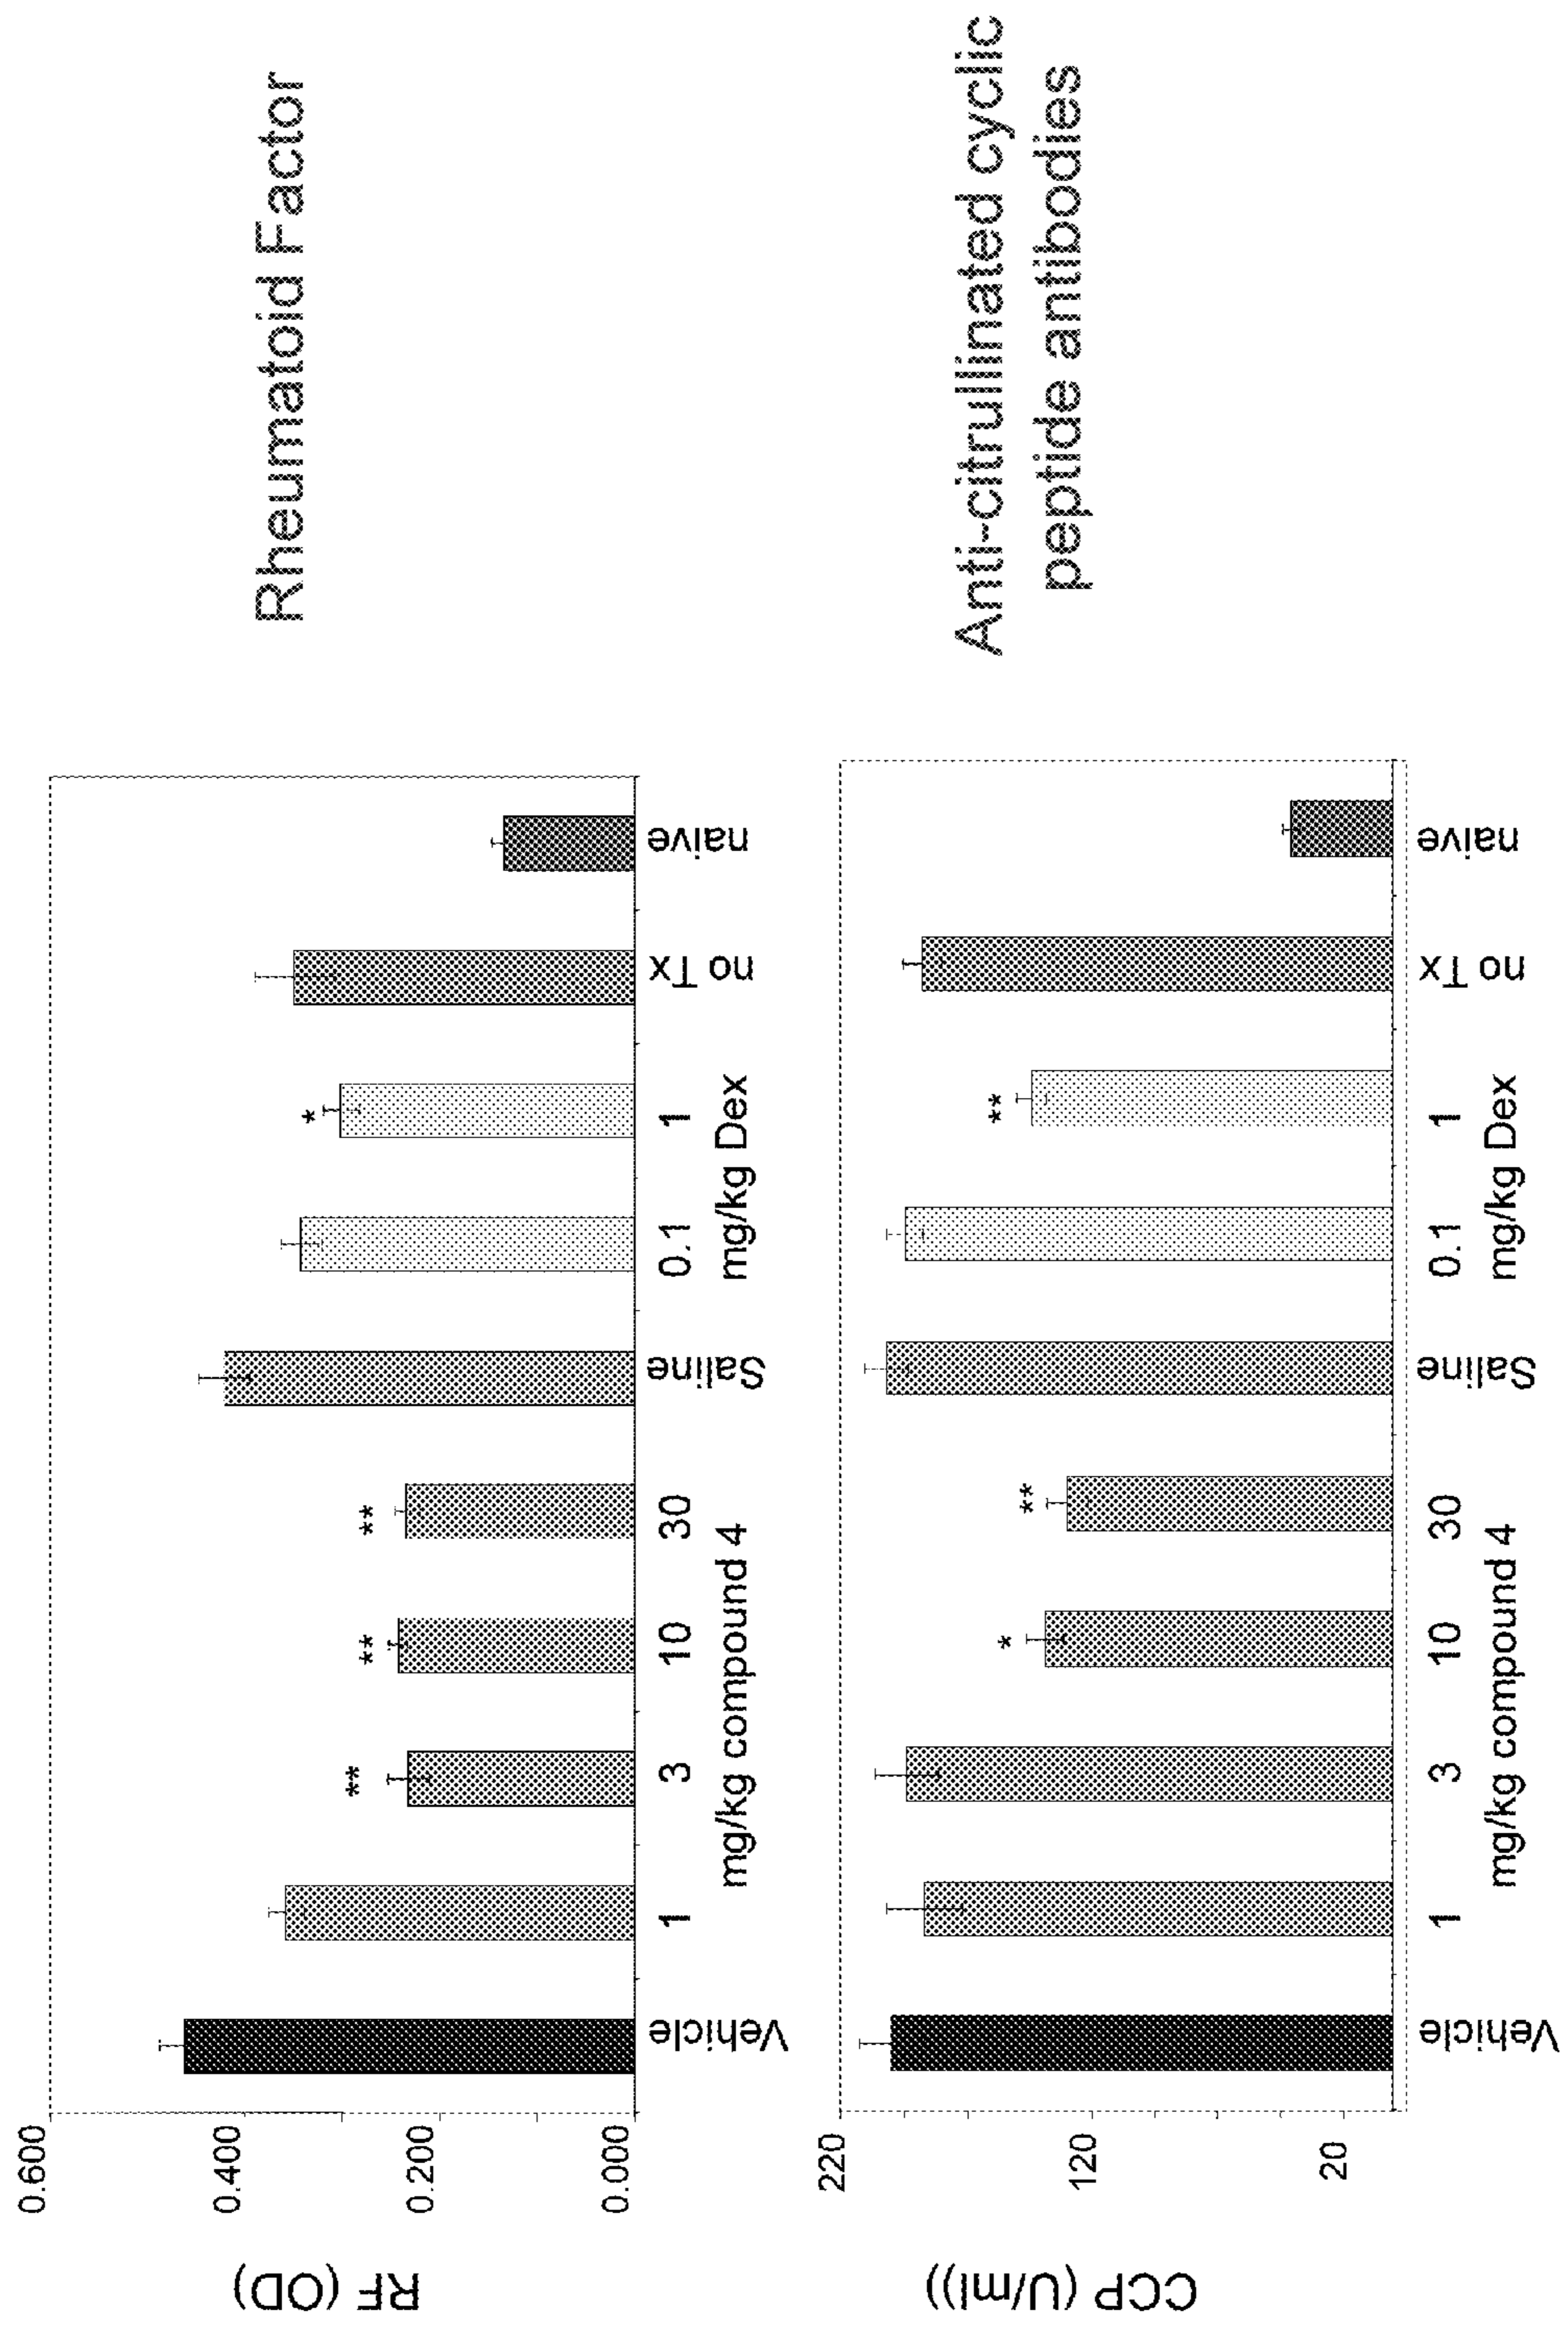 Rheumatoid Factor
RF (OD)
0.600
0.400
0.200
0.000
**
**
**
*
Vehicle
1
3
10
30
Saline
0.1
1
no Tx
naive
mg/kg compound 4
mg/kg Dex
Anti-citrullinated cyclic
peptide antibodies
CCP (U/ml))
220
120
20
*
**
**
Vehicle
1
3
10
30
Saline
0.1
1
no Tx
naive
mg/kg compound 4
mg/kg Dex